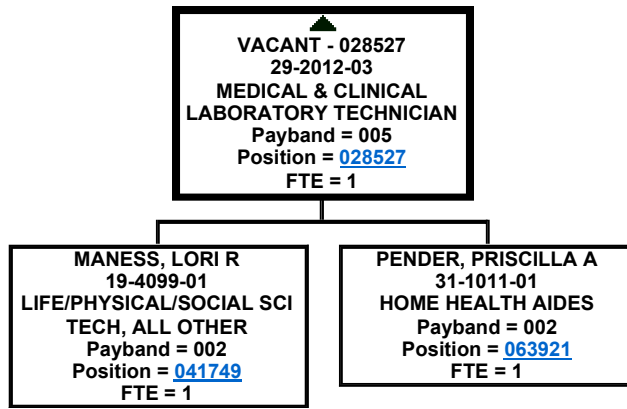 VACANT - 028527
29-2012-03
MEDICAL & CLINICAL
LABORATORY TECHNICIAN
Payband = 005
Position = 028527
FTE = 1
MANESS, LORI R
19-4099-01
LIFE/PHYSICAL/SOCIAL SCI
TECH, ALL OTHER
Payband = 002
Position = 041749
FTE = 1
PENDER, PRISCILLA A
31-1011-01
HOME HEALTH AIDES
Payband = 002
Position = 063921
FTE = 1